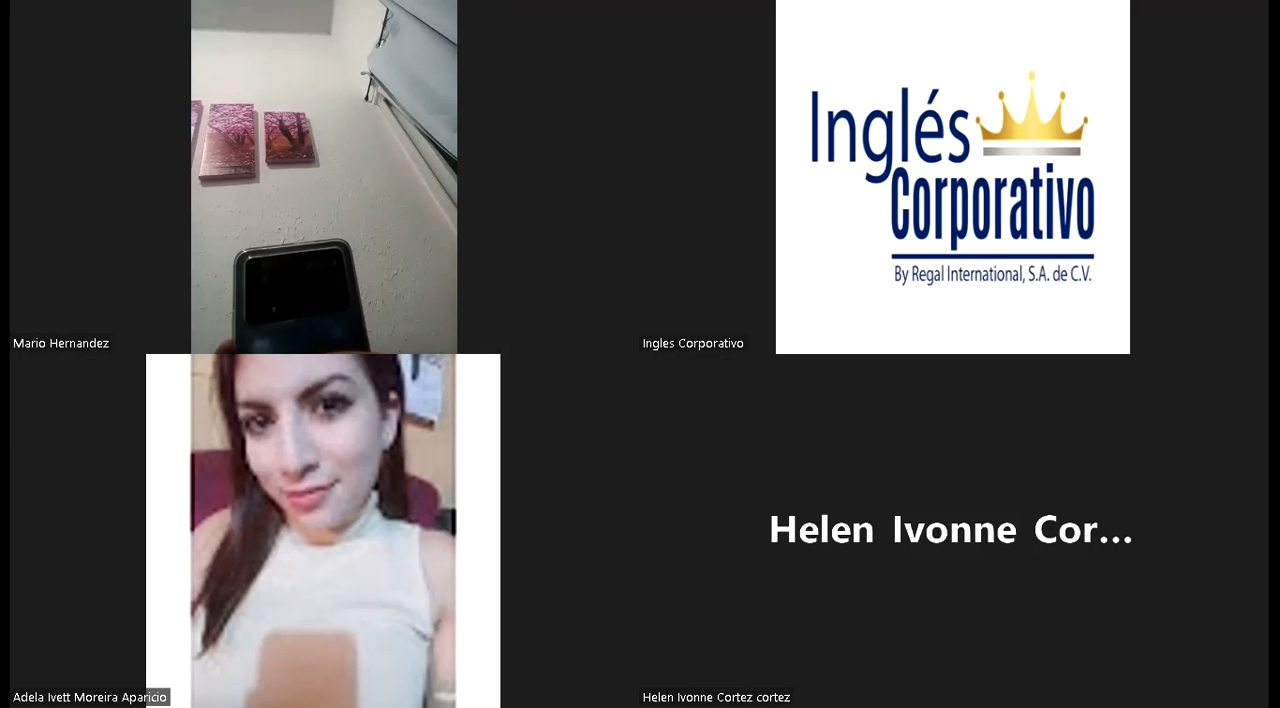 Mario Hernandez
Inglés
Corporativo
By Regal International, S.A. de C.V.
Ingles Corporativo
Adela Ivett Moreira Aparicio
Helen Ivonne Cor...
Helen Ivonne Cortez cortez